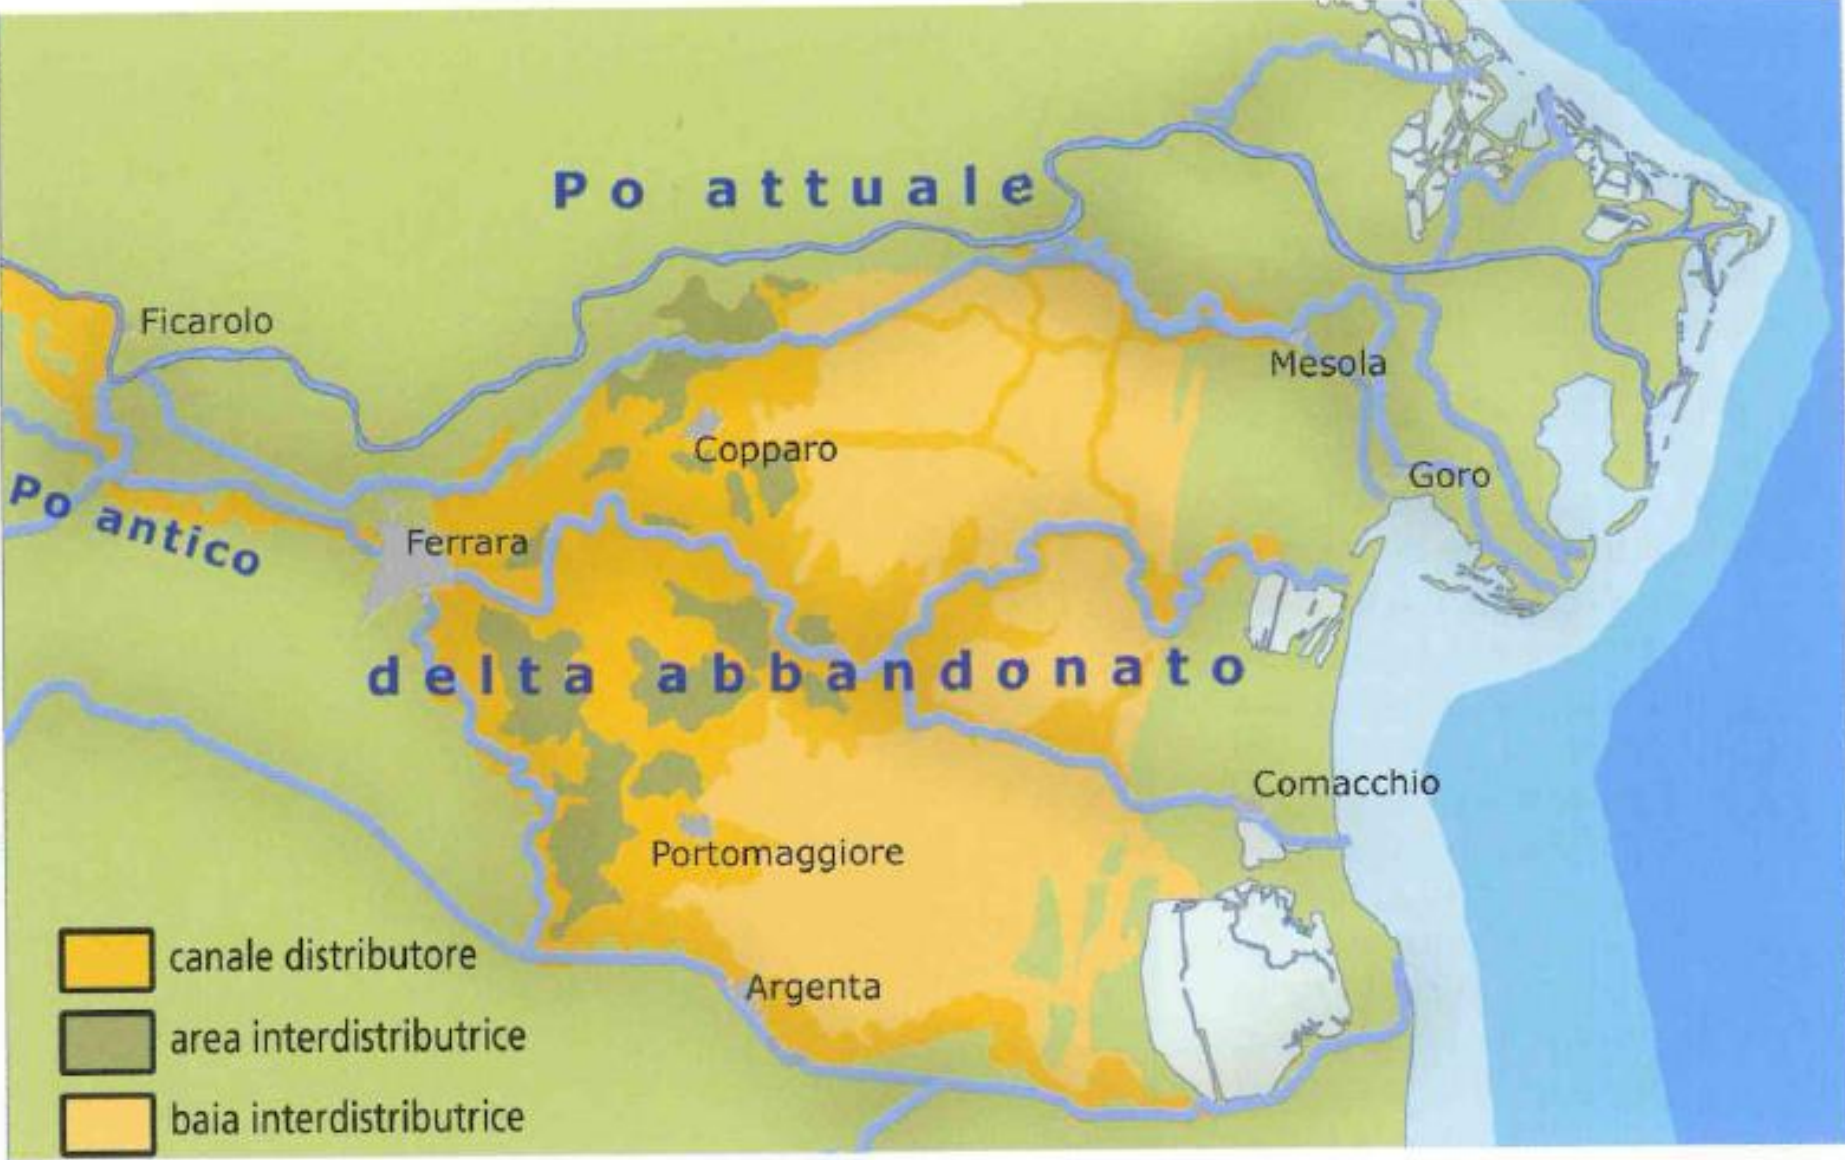 Po attuale
Ficarolo
Mesola
Copparo
Goro
Po antico
Ferrara
delta abbandonato
Comacchio
Portomaggiore
Argenta
canale distributore
area interdistributrice
baia interdistributrice